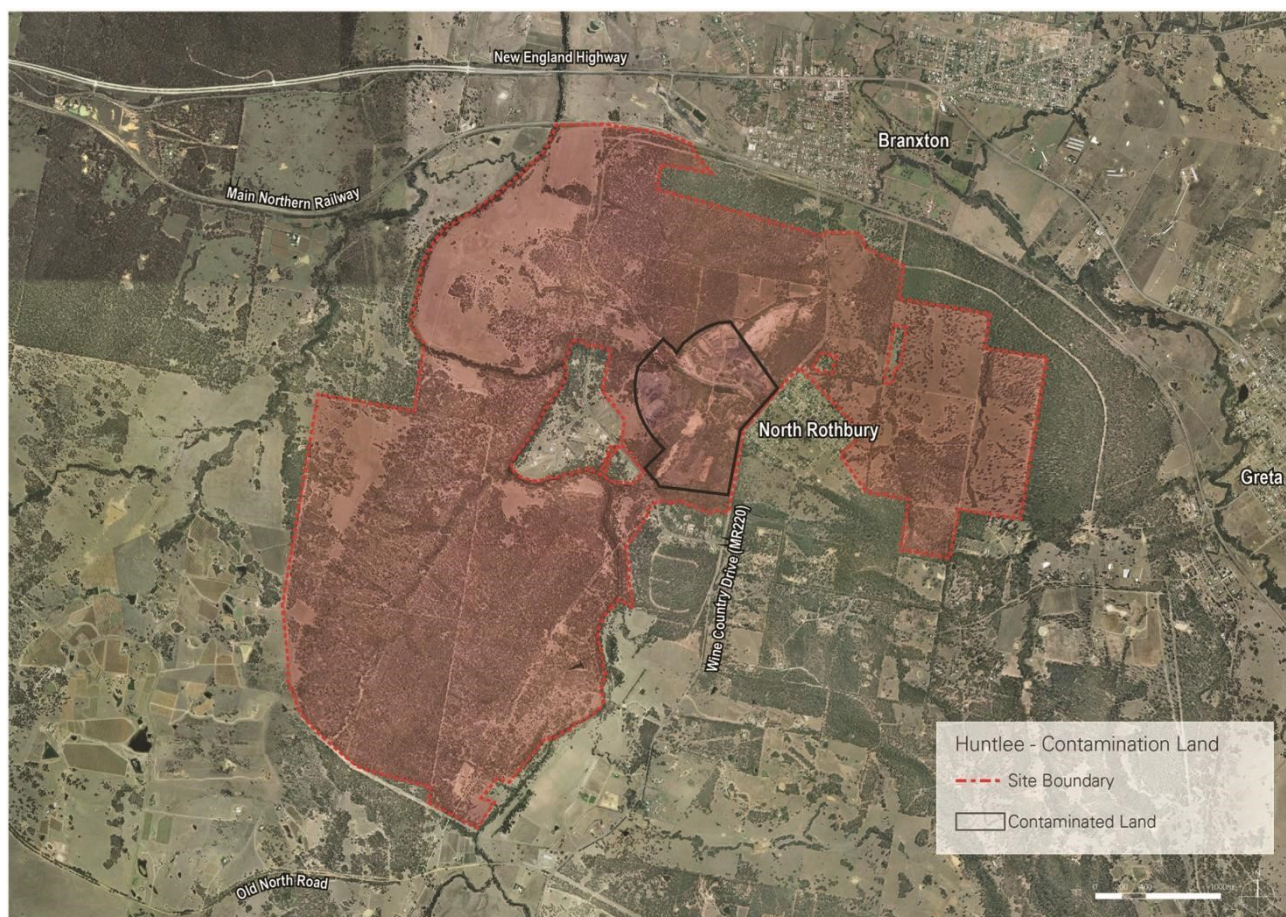 New England Highway
Branxton
Main Northern Railway
North Rothbury
Greta
Wine Country Drive (MR220)
Huntlee - Contamination Land
Site Boundary
Contaminated Land
Old North Road